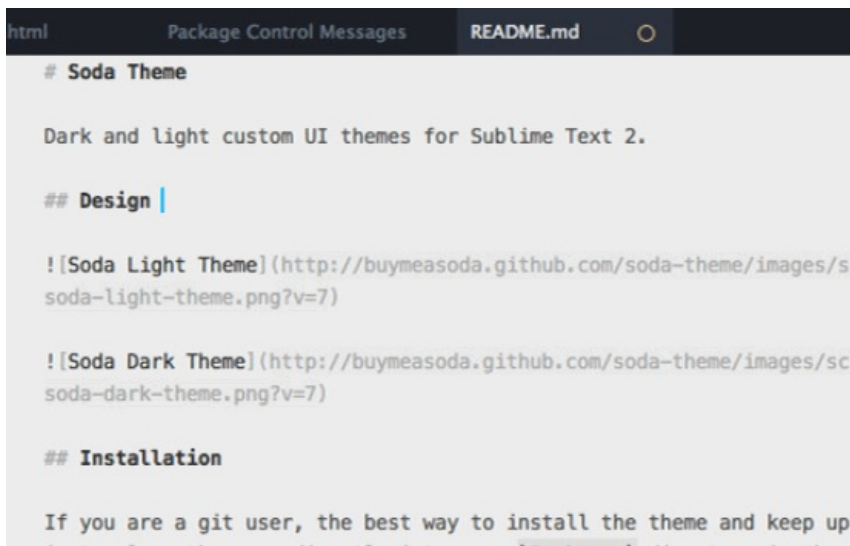 html Package Control Messages README.md
# Soda Theme
Dark and light custom UI themes for Sublime Text 2.
## Design
![Soda Light Theme](http://buymeasoda.github.com/soda-theme/images/s
soda-light-theme.png?v=7)
![Soda Dark Theme](http://buymeasoda.github.com/soda-theme/images/sc
soda-dark-theme.png?v=7)
## Installation
If you are a git user, the best way to install the theme and keep up